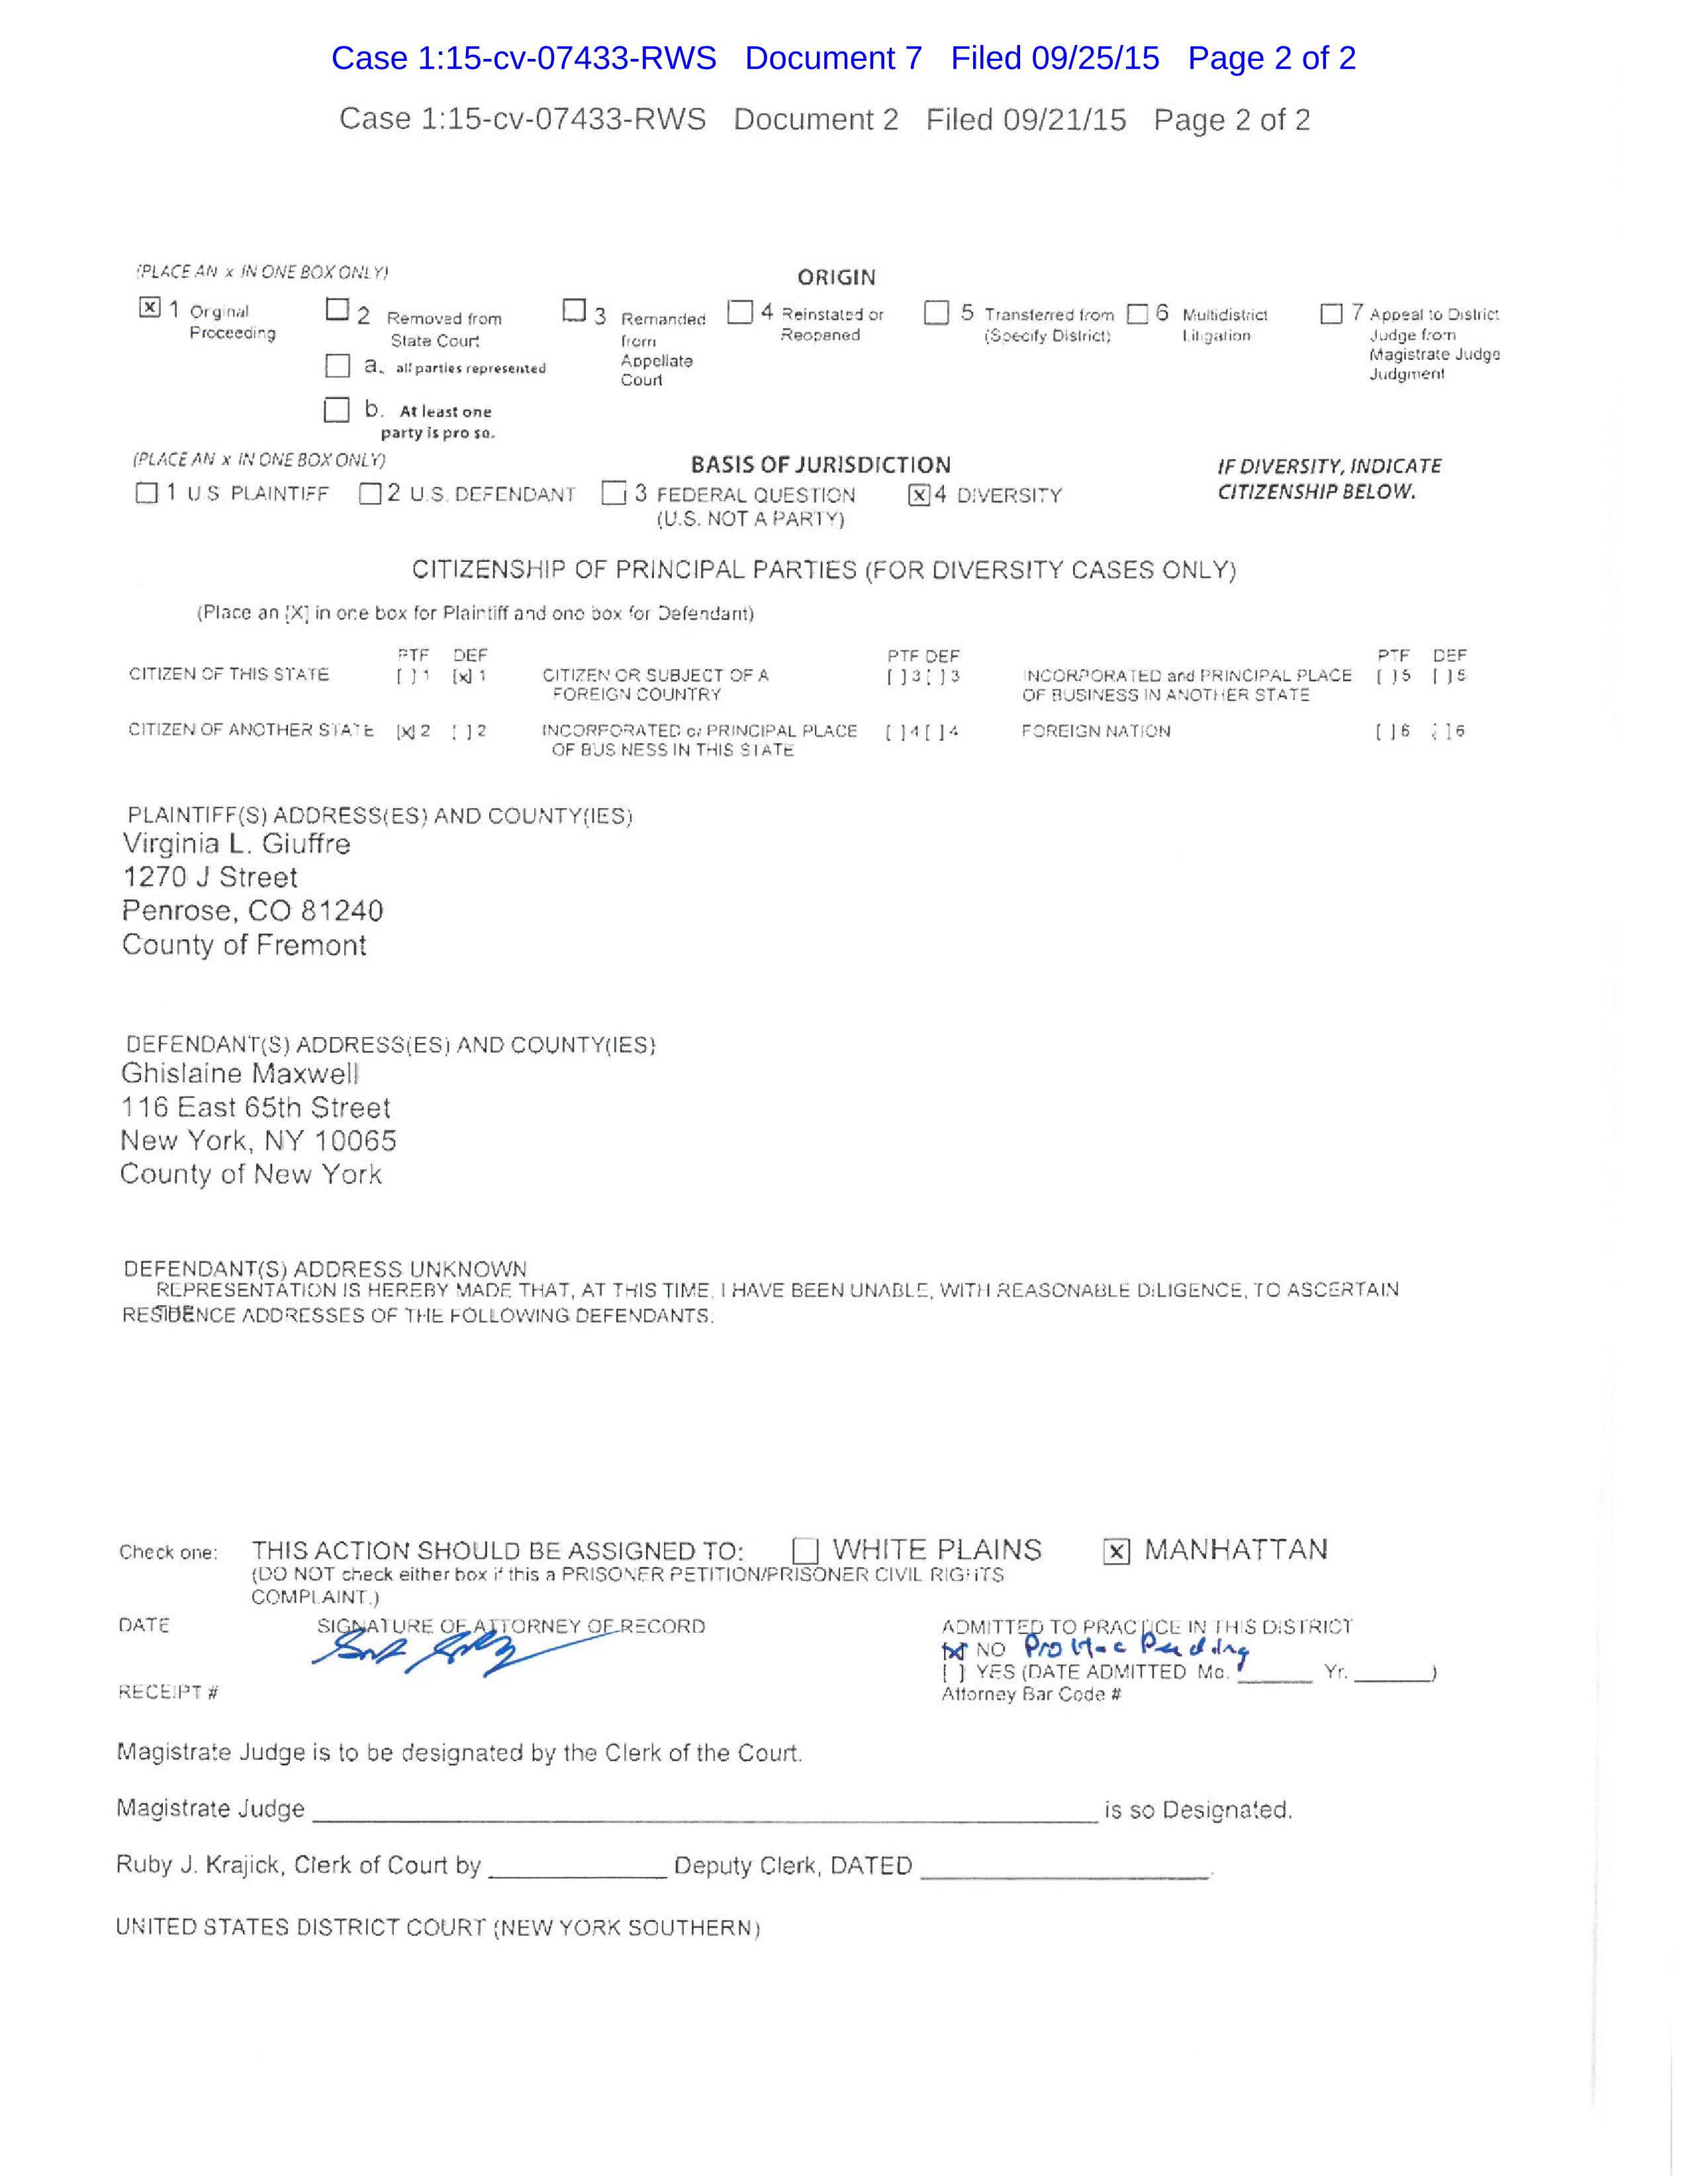 Case 1:15-cv-07433-RWS Document 7 Filed 09/25/15 Page 2 of 2
Case 1:15-cv-07433-RWS Document 2 Filed 09/21/15 Page 2 of 2
(PLACE AN x IN ONE BOX ONLY)
ORIGIN
[x] 1 Orginal Proceeding
[ ] 2 Removed from State Court
[ ] a. all parties represented
[ ] b. At least one party is pro se.
[ ] 3 Remanded from Appellate Court
[ ] 4 Reinstated or Reopened
[ ] 5 Transferred from (Specify District)
[ ] 6 Multidistrict Litigation
[ ] 7 Appeal to District Judge from Magistrate Judge Judgment
(PLACE AN x IN ONE BOX ONLY)
BASIS OF JURISDICTION
IF DIVERSITY, INDICATE
CITIZENSHIP BELOW.
[ ] 1 U.S PLAINTIFF [ ] 2 U.S. DEFENDANT [ ] 3 FEDERAL QUESTION [x] 4 DIVERSITY
(U.S. NOT A PARTY)
CITIZENSHIP OF PRINCIPAL PARTIES (FOR DIVERSITY CASES ONLY)
(Place an [X] in one box for Plaintiff and one box for Defendant)
PTF DEF PTF DEF PTF DEF
CITIZEN OF THIS STATE [ ] 1 [x] 1
CITIZEN OR SUBJECT OF A FOREIGN COUNTRY [ ] 3 [ ] 3
INCORPORATED and PRINCIPAL PLACE OF BUSINESS IN ANOTHER STATE [ ] 5 [ ] 5
CITIZEN OF ANOTHER STATE [x] 2 [ ] 2
INCORPORATED or PRINCIPAL PLACE OF BUSINESS IN THIS STATE [ ] 4 [ ] 4
FOREIGN NATION [ ] 6 [ ] 6
PLAINTIFF(S) ADDRESS(ES) AND COUNTY(IES)
Virginia L. Giuffre
1270 J Street
Penrose, CO 81240
County of Fremont
DEFENDANT(S) ADDRESS(ES) AND COUNTY(IES)
Ghislaine Maxwell
116 East 65th Street
New York, NY 10065
County of New York
DEFENDANT(S) ADDRESS UNKNOWN
REPRESENTATION IS HEREBY MADE THAT, AT THIS TIME, I HAVE BEEN UNABLE, WITH REASONABLE DILIGENCE, TO ASCERTAIN
RESIDENCE ADDRESSES OF THE FOLLOWING DEFENDANTS:
Check one: THIS ACTION SHOULD BE ASSIGNED TO: [ ] WHITE PLAINS [x] MANHATTAN
(DO NOT check either box if this a PRISONER PETITION/PRISONER CIVIL RIGHTS
COMPLAINT.)
DATE SIGNATURE OF ATTORNEY OF RECORD ADMITTED TO PRACTICE IN THIS DISTRICT
[x] NO Pro Hac Pending
[ ] YES (DATE ADMITTED Mo. ______ Yr. ______)
RECEIPT # Attorney Bar Code #
Magistrate Judge is to be designated by the Clerk of the Court.
Magistrate Judge ______ is so Designated.
Ruby J. Krajick, Clerk of Court by ______ Deputy Clerk, DATED ______.
UNITED STATES DISTRICT COURT (NEW YORK SOUTHERN)